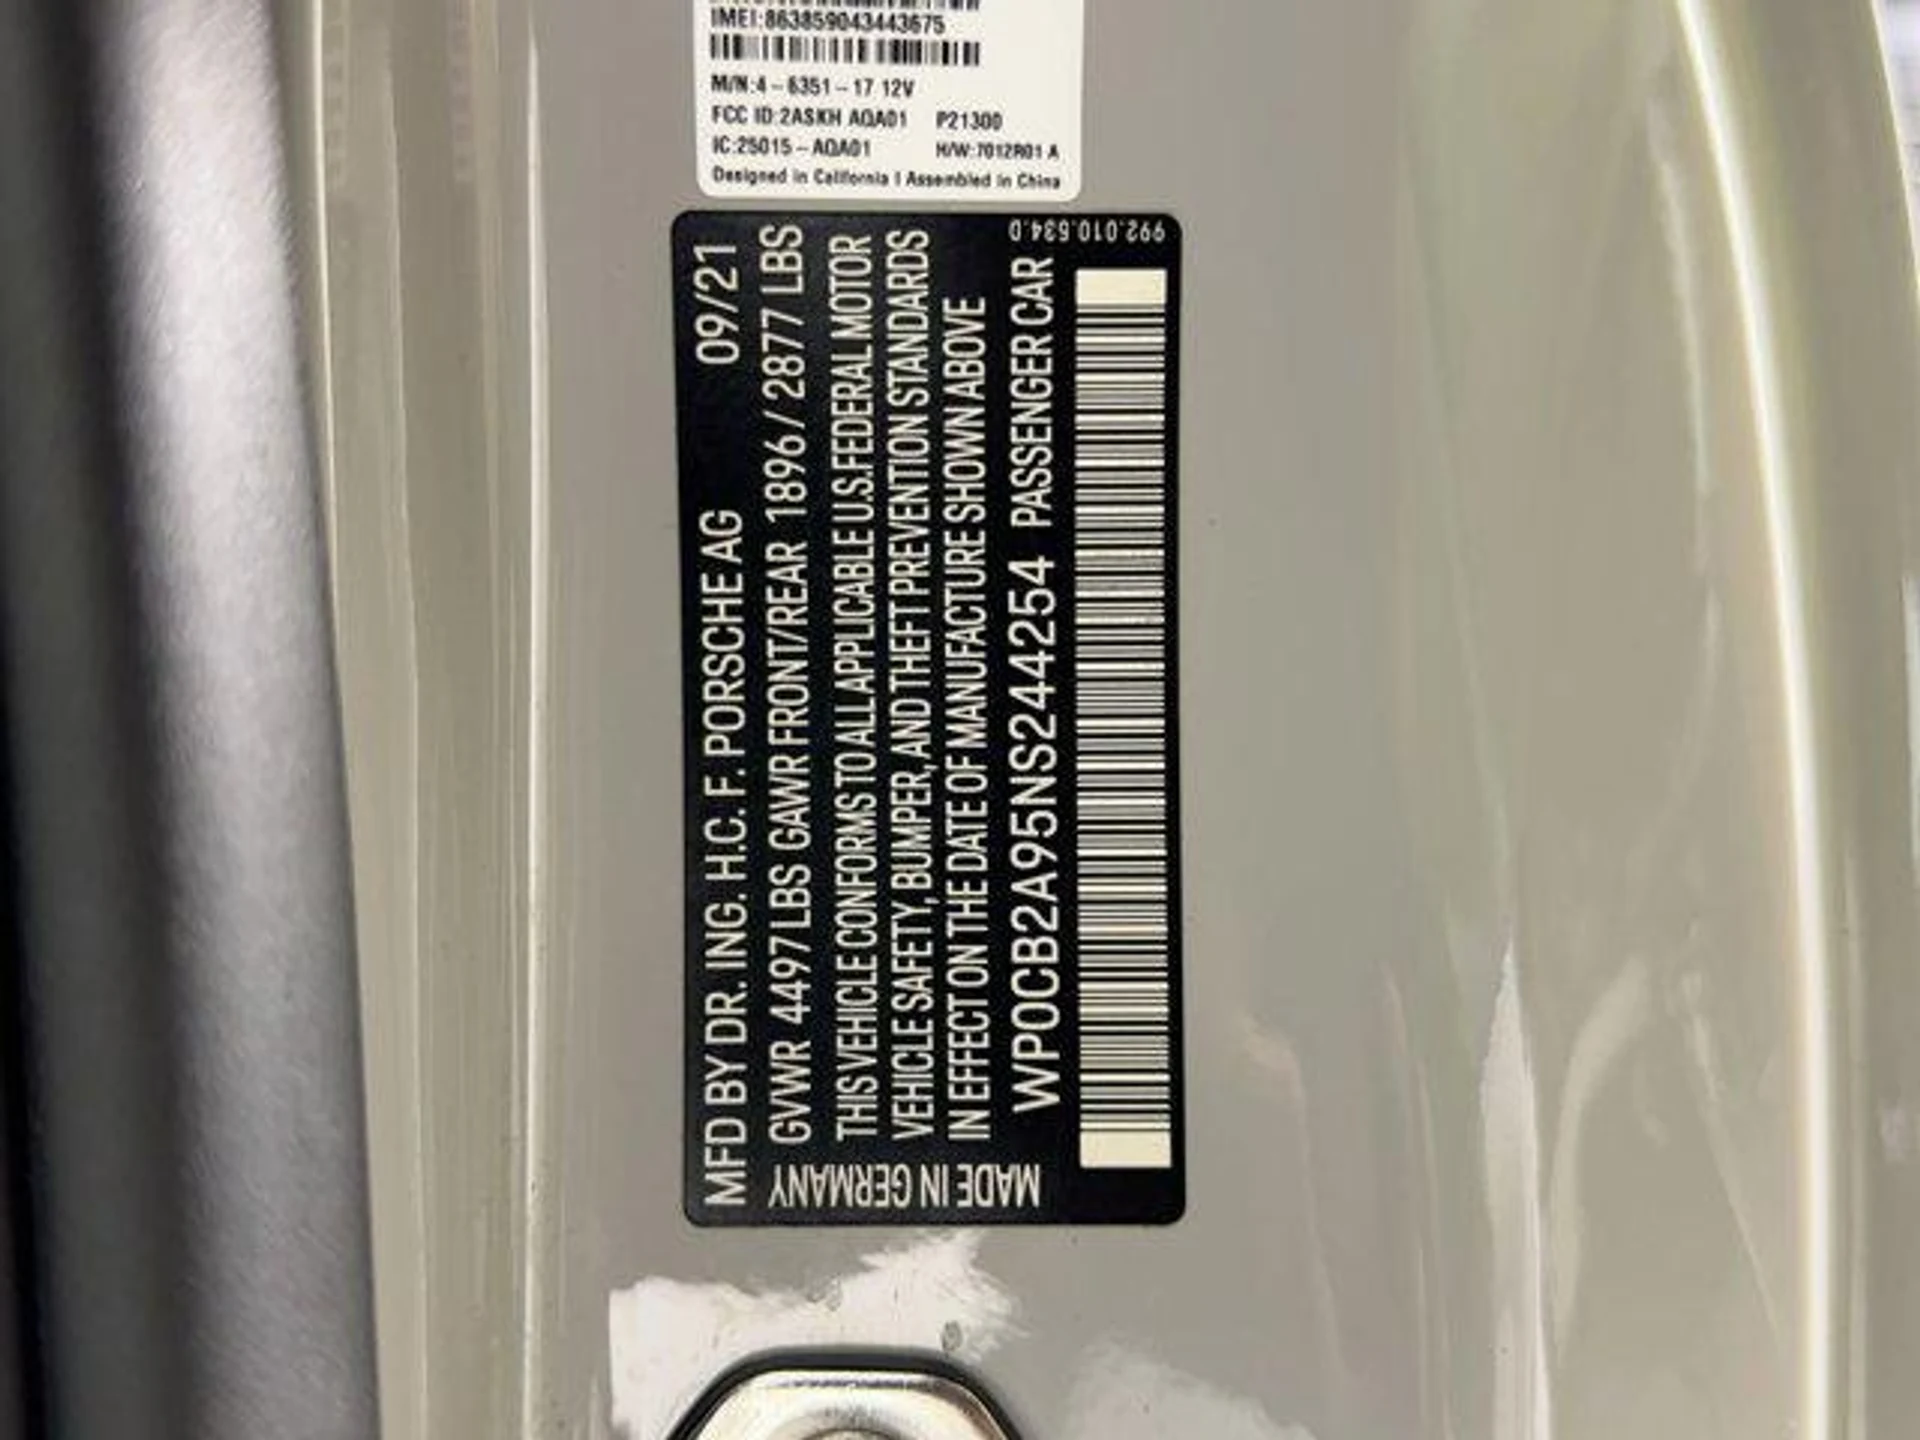 IMEI:863859043443675
M/N:4-6351-17 12V
FCC ID:2ASKH AQA01 P21300
IC:25015-AQA01 H/W:7012R01 A
Designed in California I Assembled in China
992.010.634.D
MFD BY DR. ING. H.C. F. PORSCHE AG 09/21
GVWR 4497 LBS GAWR FRONT/REAR 1896/2877 LBS
THIS VEHICLE CONFORMS TO ALL APPLICABLE U.S. FEDERAL MOTOR
VEHICLE SAFETY, BUMPER, AND THEFT PREVENTION STANDARDS
IN EFFECT ON THE DATE OF MANUFACTURE SHOWN ABOVE
WP0CB2A95NS244254 PASSENGER CAR
MADE IN GERMANY